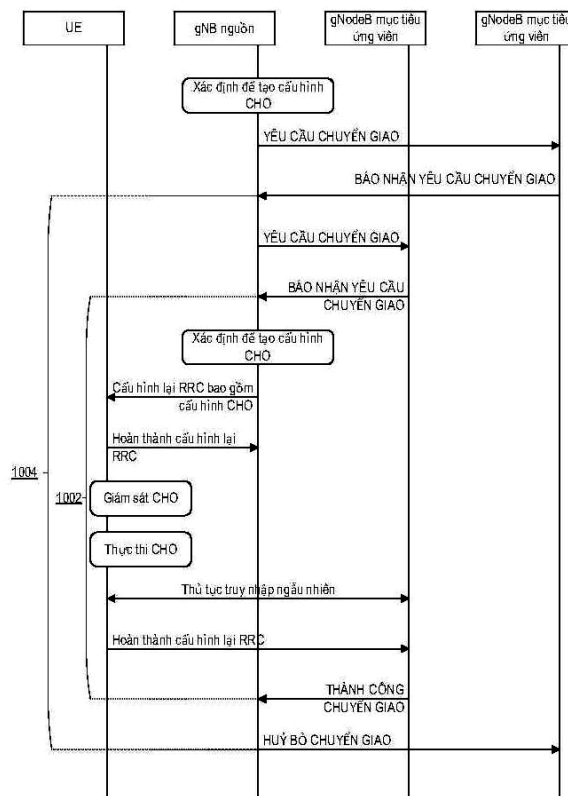 UE
gNB nguồn
gNodeB mục tiêu
ứng viên
gNodeB mục tiêu
ứng viên
Xác định để tạo cấu hình
CHO
YÊU CẦU CHUYỂN GIAO
BÁO NHẬN YÊU CẦU CHUYỂN GIAO
YÊU CẦU CHUYỂN GIAO
BÁO NHẬN YÊU CẦU
CHUYỂN GIAO
Xác định để tạo cấu hình
CHO
Cấu hình lại RRC bao gồm
cấu hình CHO
Hoàn thành cấu hình lại
RRC
1004
1002
Giám sát CHO
Thực thi CHO
Thủ tục truy nhập ngẫu nhiên
Hoàn thành cấu hình lại RRC
THÀNH CÔNG
CHUYỂN GIAO
HUỶ BỎ CHUYỂN GIAO